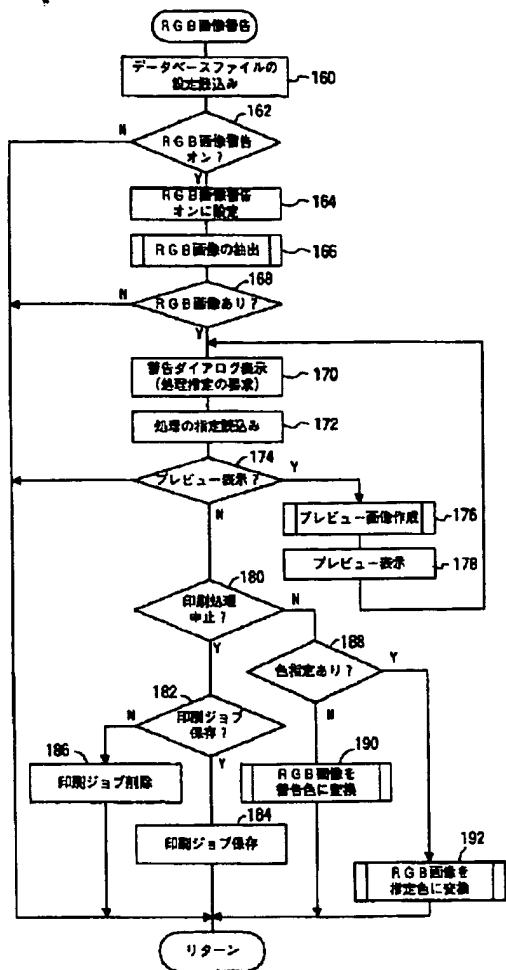 RGB画像警告
データベースファイルの
設定読込み
160
162
N
RGB画像警告
オン?
Y
RGB画像警告
オンに設定
164
RGB画像の抽出
166
168
N
RGB画像あり?
Y
警告ダイアログ表示
(処理指定の要求)
170
処理の指定読込み
172
174
プレビュー表示?
Y
N
プレビュー画像作成
176
プレビュー表示
178
180
印刷処理
中止?
N
Y
188
色指定あり?
Y
N
182
印刷ジョブ
保存?
N
Y
186
印刷ジョブ削除
190
RGB画像を
警告色に変換
184
印刷ジョブ保存
192
RGB画像を
指定色に変換
リターン